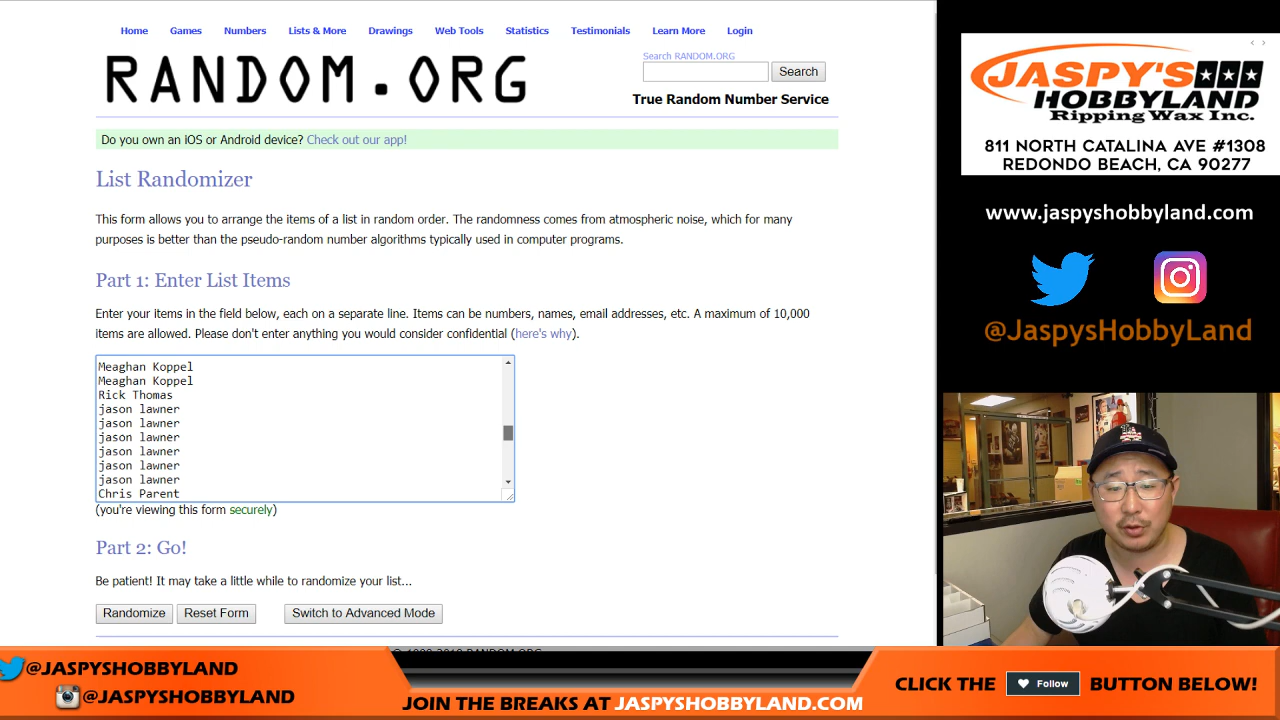 Home Games Numbers Lists & More Drawings Web Tools Statistics Testimonials Learn More Login
RANDOM.ORG
Search RANDOM.ORG
Search
True Random Number Service
Do you own an iOS or Android device? Check out our app!
List Randomizer
This form allows you to arrange the items of a list in random order. The randomness comes from atmospheric noise, which for many
purposes is better than the pseudo-random number algorithms typically used in computer programs.
Part 1: Enter List Items
Enter your items in the field below, each on a separate line. Items can be numbers, names, email addresses, etc. A maximum of 10,000
items are allowed. Please don't enter anything you would consider confidential (here's why).
Meaghan Koppel
Meaghan Koppel
Rick Thomas
jason lawner
jason lawner
jason lawner
jason lawner
jason lawner
jason lawner
Chris Parent
(you're viewing this form securely)
Part 2: Go!
Be patient! It may take a little while to randomize your list...
Randomize Reset Form Switch to Advanced Mode
JASPY'S
HOBBYLAND
Ripping Wax Inc.
811 NORTH CATALINA AVE #1308
REDONDO BEACH, CA 90277
www.jaspyshobbyland.com
@JaspysHobbyLand
@JASPYSHOBBYLAND
@JASPYSHOBBYLAND
JOIN THE BREAKS AT JASPYSHOBBYLAND.COM
CLICK THE Follow BUTTON BELOW!